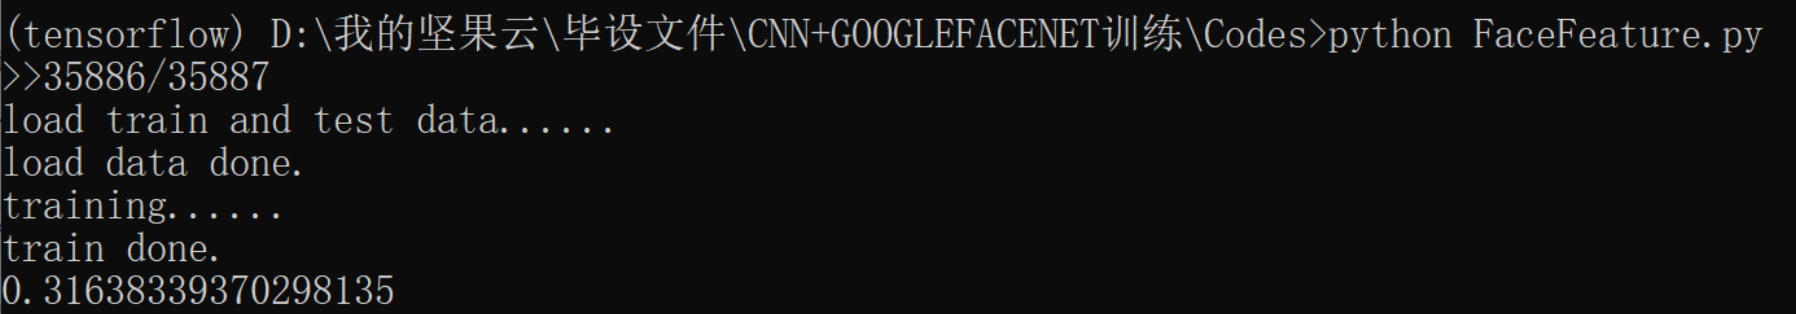 (tensorflow) D:\我的坚果云\毕设文件\CNN+GOOGLEFACENET训练\Codes>python FaceFeature.py
>>35886/35887
load train and test data......
load data done.
training......
train done.
0.31638339370298135